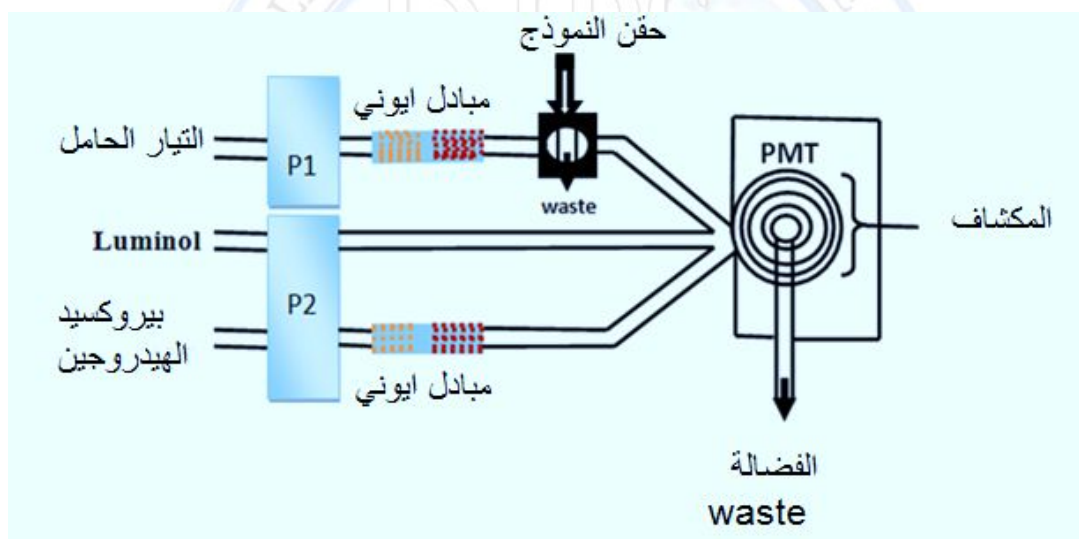 حقن النموذج
مبادل ايوني
التيار الحامل
P1
PMT
waste
المكشاف
Luminol
P2
بيروكسيد
الهيدروجين
مبادل ايوني
الفضالة
waste